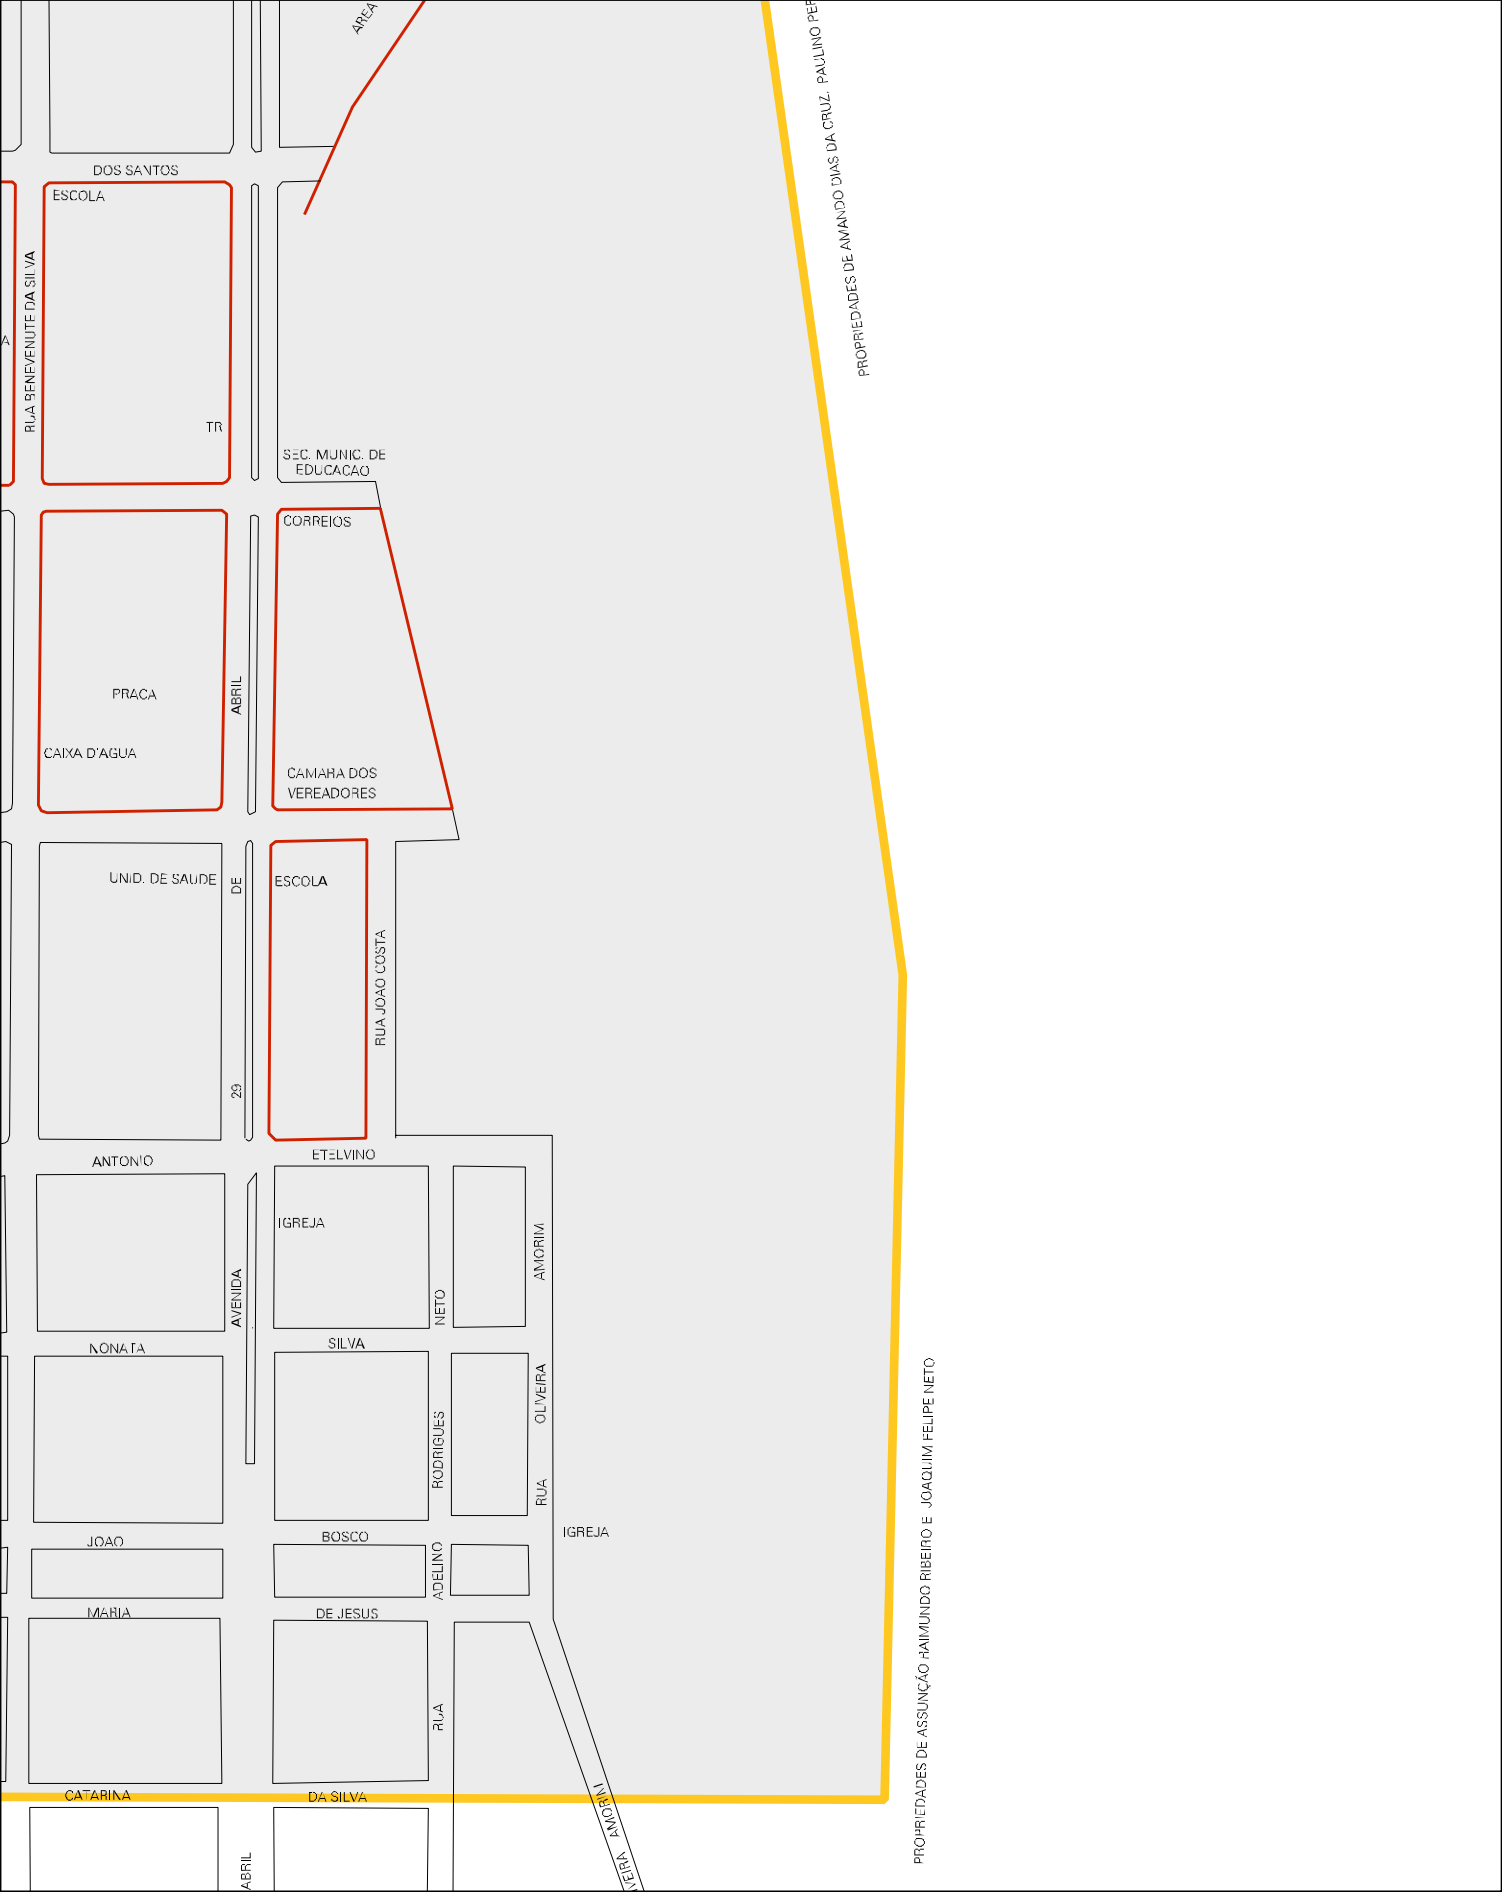 AREA
PROPRIEDADES DE AMANDO DIAS DA CRUZ, PAULINO
DOS SANTOS
ESCOLA
RUA BENEVENUTE DA SILVA
A
TR
SEC. MUNIC. DE
EDUCACAO
CORREIOS
PRACA
ABRIL
CAIXA D'AGUA
CAMARA DOS
VEREADORES
UNID. DE SAUDE
DE
ESCOLA
RUA JOAO COSTA
29
ANTONIO
ETELVINO
IGREJA
AMORIM
AVENIDA
NETO
NONATA
SILVA
OLIVEIRA
RODRIGUES
RUA
PROPRIEDADES DE ASSUNÇÃO RAIMUNDO RIBEIRO E JOAQUIM FELIPE NETO
JOAO
BOSCO
IGREJA
ADELINO
MARIA
DE JESUS
RUA
CATARINA
DA SILVA
AMORIM
VEIRA
ABRIL